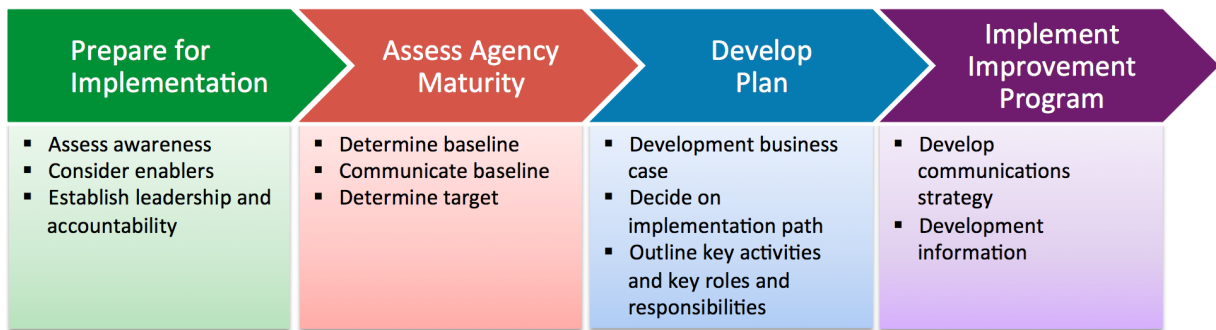 Prepare for
Implementation
Assess Agency
Maturity
Develop
Plan
Implement
Improvement
Program
▪ Assess awareness
▪ Consider enablers
▪ Establish leadership and
accountability
▪ Determine baseline
▪ Communicate baseline
▪ Determine target
▪ Development business
case
▪ Decide on
implementation path
▪ Outline key activities
and key roles and
responsibilities
▪ Develop
communications
strategy
▪ Development
information